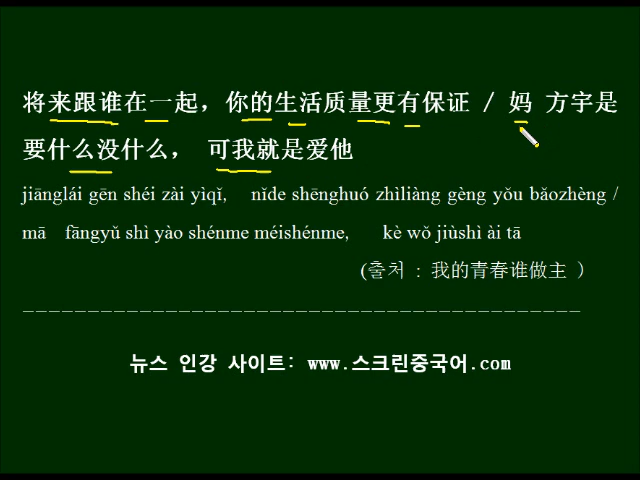 将来跟谁在一起，你的生活质量更有保证 / 妈 方宇是
要什么没什么， 可我就是爱他
jiānglái gēn shéi zài yìqǐ, nǐde shēnghuó zhìliàng gèng yǒu bǎozhèng /
mā fāngyǔ shì yào shénme méishénme, kè wǒ jiùshì ài tā
(출처 : 我的青春谁做主 )
____________________________________________
뉴스 인강 사이트: www.스크린중국어.com